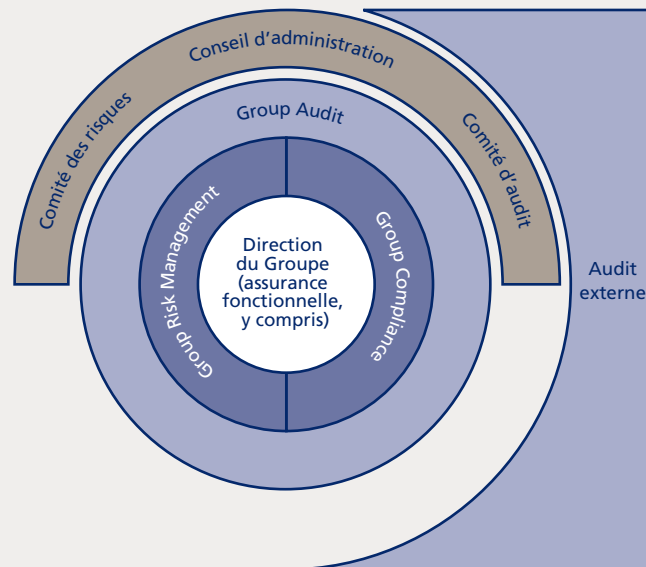 Conseil d'administration
Comité des risques
Comité d'audit
Group Audit
Group Risk Management
Group Compliance
Direction
du Groupe
(assurance
fonctionnelle,
y compris)
Audit
externe